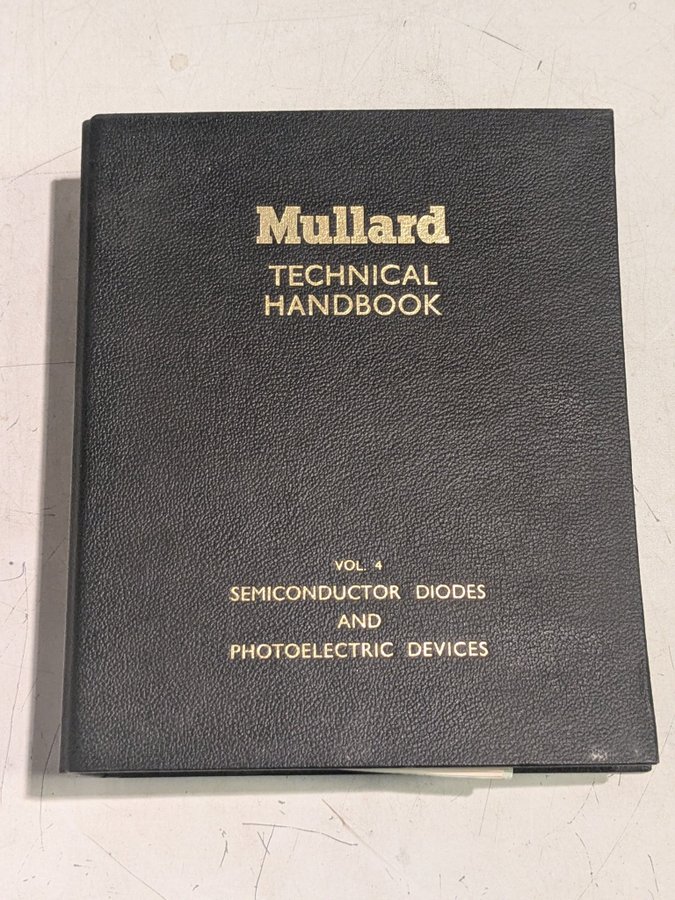 Mullard
TECHNICAL
HANDBOOK
VOL. 4
SEMICONDUCTOR DIODES
AND
PHOTOELECTRIC DEVICES